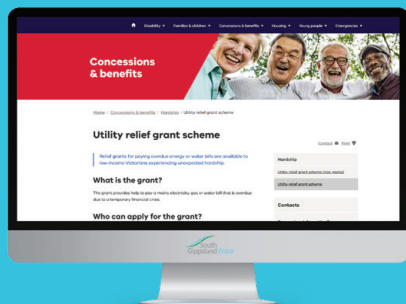 Disability Families & children Concessions & benefits Housing Young people Emergencies
Concessions
& benefits
Home / Concessions & benefits / Hardship / Utility relief grant scheme
Utility relief grant scheme
Contact Print
Relief grants for paying overdue energy or water bills are available to
low-income Victorians experiencing unexpected hardship.
Hardship
Utility relief grant scheme
What is the grant?
The grant provides help to pay a mains electricity, gas or water bill that is overdue
due to a temporary financial crisis.
Contacts
Who can apply for the grant?
South
Gippsland Water